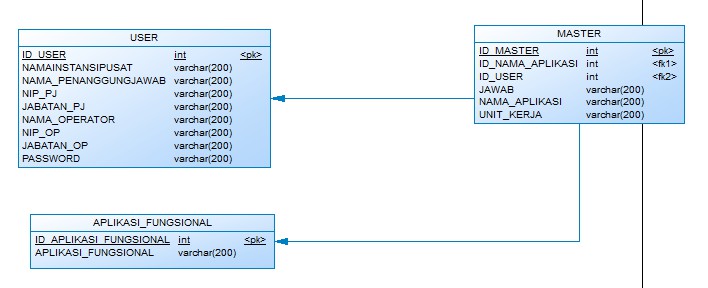 USER
ID_USER int <pk>
NAMAINSTANSIPUSAT varchar(200)
NAMA_PENANGGUNGJAWAB varchar(200)
NIP_PJ varchar(200)
JABATAN_PJ varchar(200)
NAMA_OPERATOR varchar(200)
NIP_OP varchar(200)
JABATAN_OP varchar(200)
PASSWORD varchar(200)
MASTER
ID_MASTER int <pk>
ID_NAMA_APLIKASI int <fk1>
ID_USER int <fk2>
JAWAB varchar(200)
NAMA_APLIKASI varchar(200)
UNIT_KERJA varchar(200)
APLIKASI_FUNGSIONAL
ID_APLIKASI_FUNGSIONAL int <pk>
APLIKASI_FUNGSIONAL varchar(200)